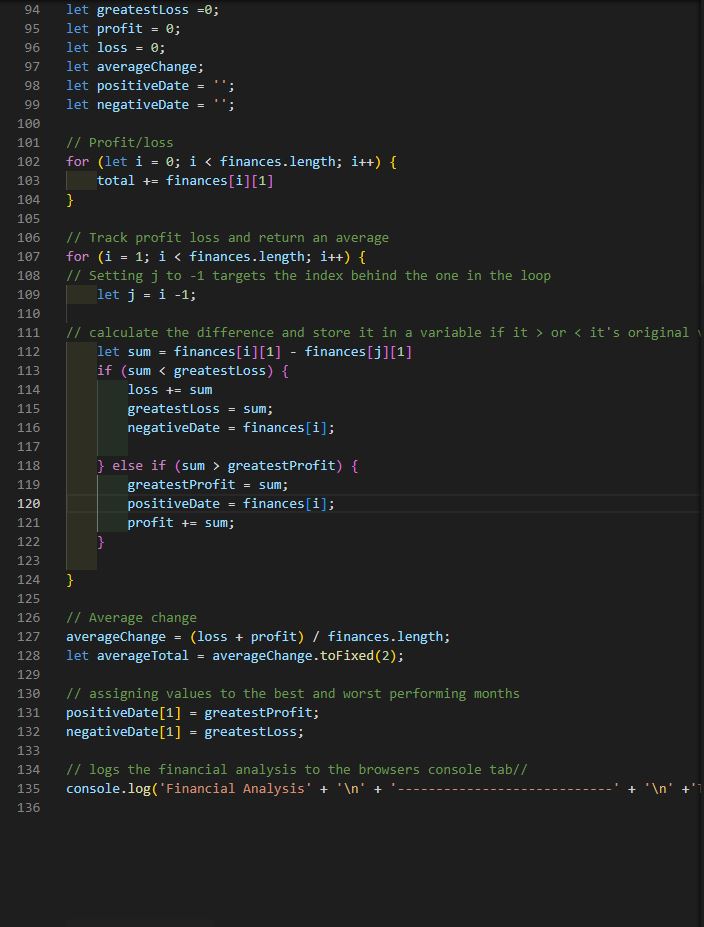 94 let greatestLoss =0;
95 let profit = 0;
96 let loss = 0;
97 let averageChange;
98 let positiveDate = '';
99 let negativeDate = '';
100
101 // Profit/loss
102 for (let i = 0; i < finances.length; i++) {
103     total += finances[i][1]
104 }
105
106 // Track profit loss and return an average
107 for (i = 1; i < finances.length; i++) {
108 // Setting j to -1 targets the index behind the one in the loop
109     let j = i -1;
110
111 // calculate the difference and store it in a variable if it > or < it's original
112     let sum = finances[i][1] - finances[j][1]
113     if (sum < greatestLoss) {
114         loss += sum
115         greatestLoss = sum;
116         negativeDate = finances[i];
117
118     } else if (sum > greatestProfit) {
119         greatestProfit = sum;
120         positiveDate = finances[i];
121         profit += sum;
122     }
123
124 }
125
126 // Average change
127 averageChange = (loss + profit) / finances.length;
128 let averageTotal = averageChange.toFixed(2);
129
130 // assigning values to the best and worst performing months
131 positiveDate[1] = greatestProfit;
132 negativeDate[1] = greatestLoss;
133
134 // logs the financial analysis to the browsers console tab//
135 console.log('Financial Analysis' + '\n' + '----------------------------' + '\n' +'
136